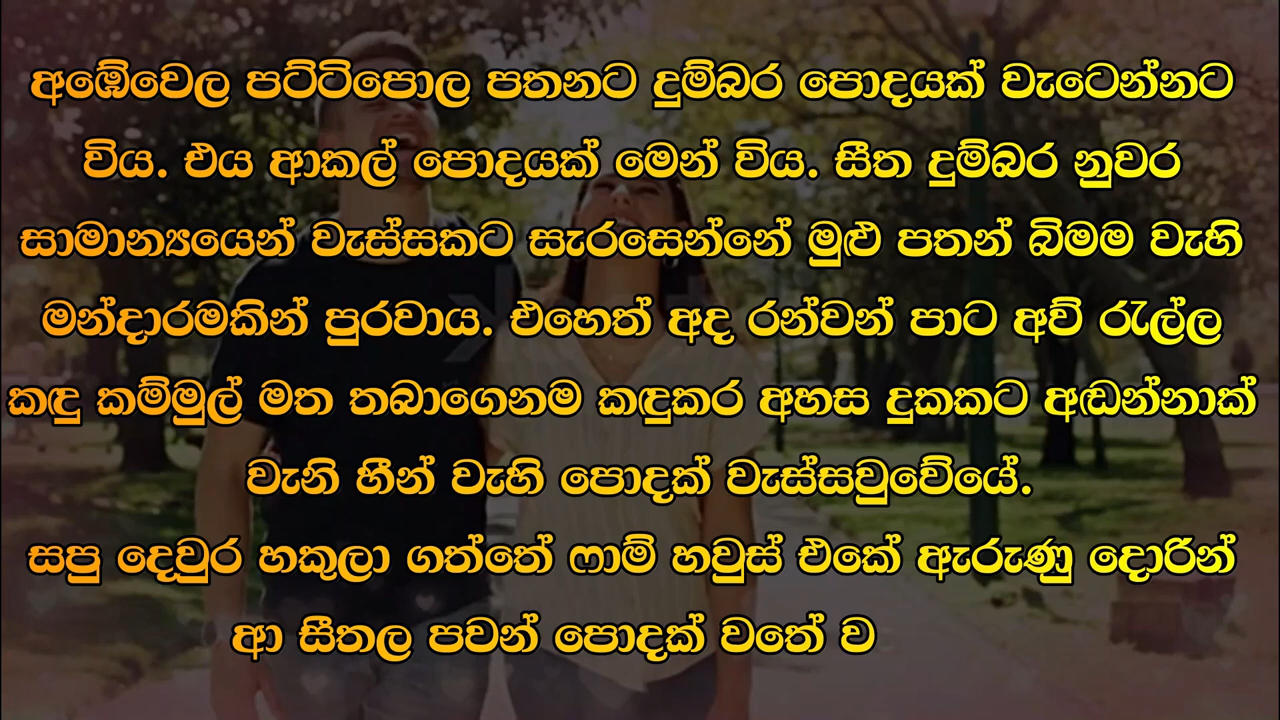 අඹේවෙල පට්ටිපොල පතනට දුම්බර පොදයක් වැටෙන්නට
විය. එය ආකල් පොදයක් මෙන් විය. සීත දුම්බර නුවර
සාමාන්‍යයෙන් වැස්සකට සැරසෙන්නේ මුළු පතන් බිමම වැහි
මන්දාරමකින් පුරවාය. එහෙත් අද රන්වන් පාට අව් රැල්ල
කඳු කම්මුල් මත තබාගෙනම කඳුකර අහස දුකකට අඬන්නාක්
වැනි හීන් වැහි පොදක් වැස්සවුවේයේ.
සපු දෙවුර හකුලා ගත්තේ ෆාම් හවුස් එකේ ඇරුණු දොරින්
ආ සීතල පවන් පොදක් වතේ ව